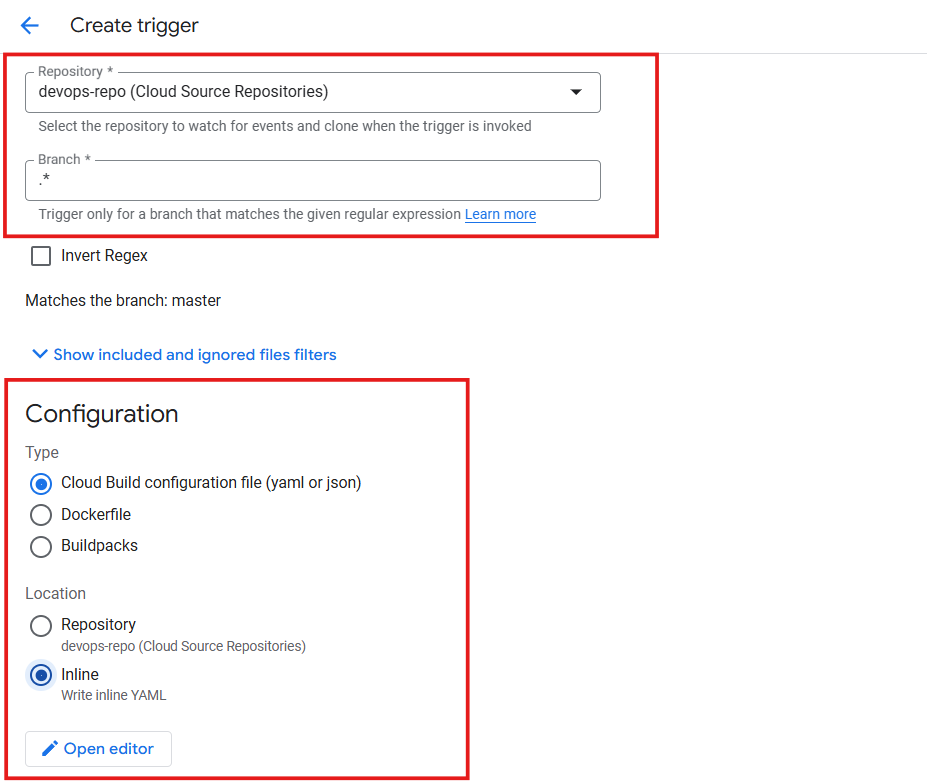 Create trigger
Repository *
devops-repo (Cloud Source Repositories)
Select the repository to watch for events and clone when the trigger is invoked
Branch *
.*
Trigger only for a branch that matches the given regular expression Learn more
Invert Regex
Matches the branch: master
Show included and ignored files filters
Configuration
Type
Cloud Build configuration file (yaml or json)
Dockerfile
Buildpacks
Location
Repository
devops-repo (Cloud Source Repositories)
Inline
Write inline YAML
Open editor